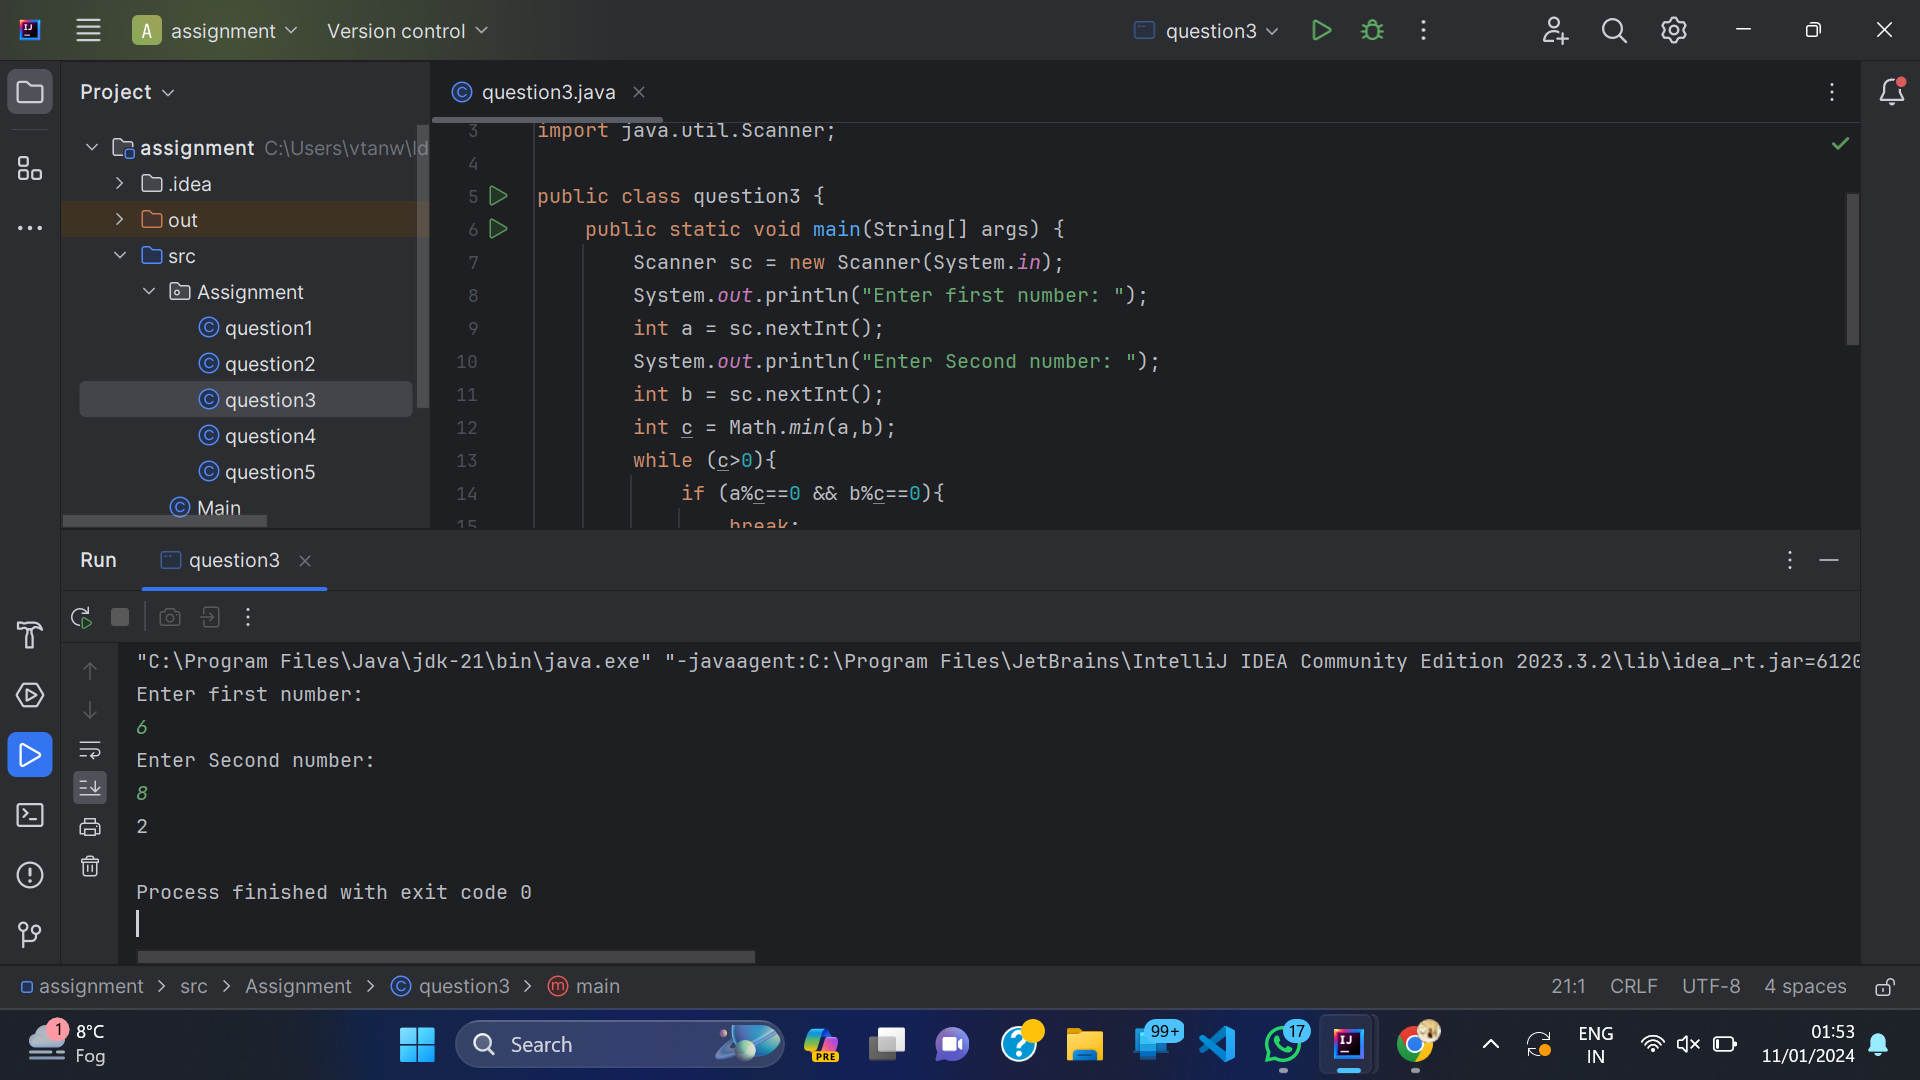 A assignment Version control question3
Project
question3.java
assignment C:\Users\vtanw\Id
.idea
out
src
Assignment
question1
question2
question3
question4
question5
Main
3 import java.util.Scanner;
4
5 public class question3 {
6 public static void main(String[] args) {
7 Scanner sc = new Scanner(System.in);
8 System.out.println("Enter first number: ");
9 int a = sc.nextInt();
10 System.out.println("Enter Second number: ");
11 int b = sc.nextInt();
12 int c = Math.min(a,b);
13 while (c>0){
14 if (a%c==0 && b%c==0){
15 break;
Run question3
"C:\Program Files\Java\jdk-21\bin\java.exe" "-javaagent:C:\Program Files\JetBrains\IntelliJ IDEA Community Edition 2023.3.2\lib\idea_rt.jar=6120
Enter first number:
6
Enter Second number:
8
2
Process finished with exit code 0
assignment > src > Assignment > question3 > main 21:1 CRLF UTF-8 4 spaces
1 8°C
Fog
Search
PRE
99+
17
IJ
ENG
IN
01:53
11/01/2024